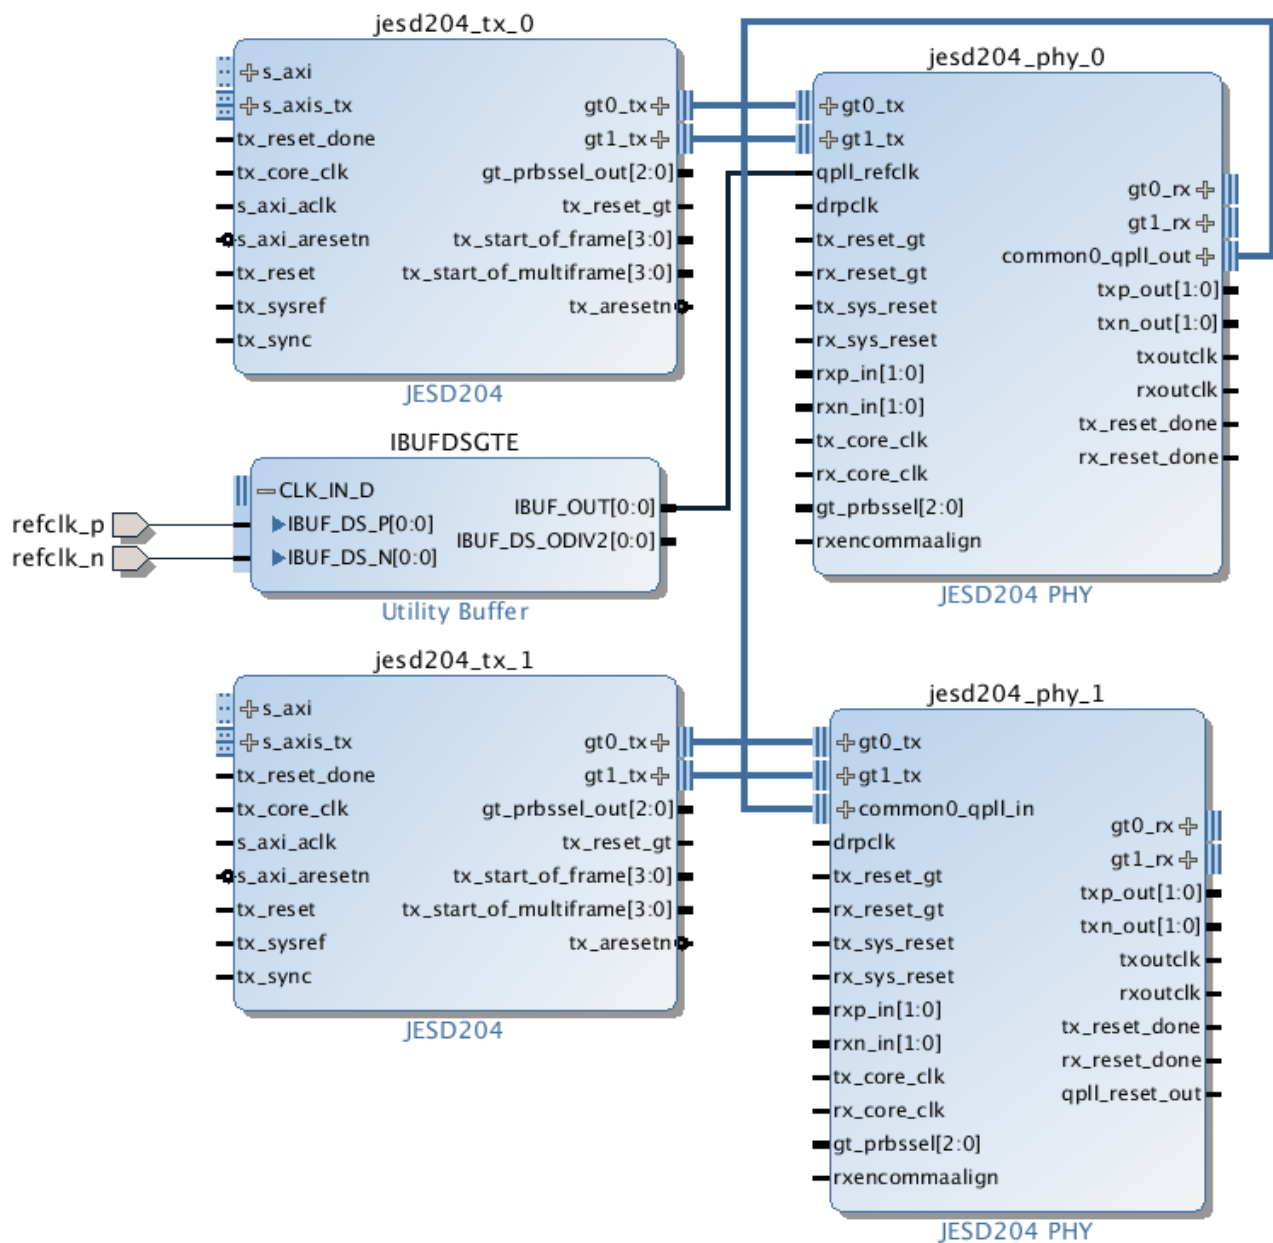 jesd204_tx_0
s_axi
s_axis_tx
tx_reset_done
tx_core_clk
s_axi_aclk
s_axi_aresetn
tx_reset
tx_sysref
tx_sync
gt0_tx
gt1_tx
gt_prbssel_out[2:0]
tx_reset_gt
tx_start_of_frame[3:0]
tx_start_of_multiframe[3:0]
tx_aresetn
JESD204
jesd204_phy_0
gt0_tx
gt1_tx
qpll_refclk
drpclk
tx_reset_gt
rx_reset_gt
tx_sys_reset
rx_sys_reset
rxp_in[1:0]
rxn_in[1:0]
tx_core_clk
rx_core_clk
gt_prbssel[2:0]
rxencommaalign
gt0_rx
gt1_rx
common0_qpll_out
txp_out[1:0]
txn_out[1:0]
txoutclk
rxoutclk
tx_reset_done
rx_reset_done
JESD204 PHY
refclk_p
refclk_n
IBUFDSGTE
CLK_IN_D
IBUF_DS_P[0:0]
IBUF_DS_N[0:0]
IBUF_OUT[0:0]
IBUF_DS_ODIV2[0:0]
Utility Buffer
jesd204_tx_1
s_axi
s_axis_tx
tx_reset_done
tx_core_clk
s_axi_aclk
s_axi_aresetn
tx_reset
tx_sysref
tx_sync
gt0_tx
gt1_tx
gt_prbssel_out[2:0]
tx_reset_gt
tx_start_of_frame[3:0]
tx_start_of_multiframe[3:0]
tx_aresetn
JESD204
jesd204_phy_1
gt0_tx
gt1_tx
common0_qpll_in
drpclk
tx_reset_gt
rx_reset_gt
tx_sys_reset
rx_sys_reset
rxp_in[1:0]
rxn_in[1:0]
tx_core_clk
rx_core_clk
gt_prbssel[2:0]
rxencommaalign
gt0_rx
gt1_rx
txp_out[1:0]
txn_out[1:0]
txoutclk
rxoutclk
tx_reset_done
rx_reset_done
qpll_reset_out
JESD204 PHY